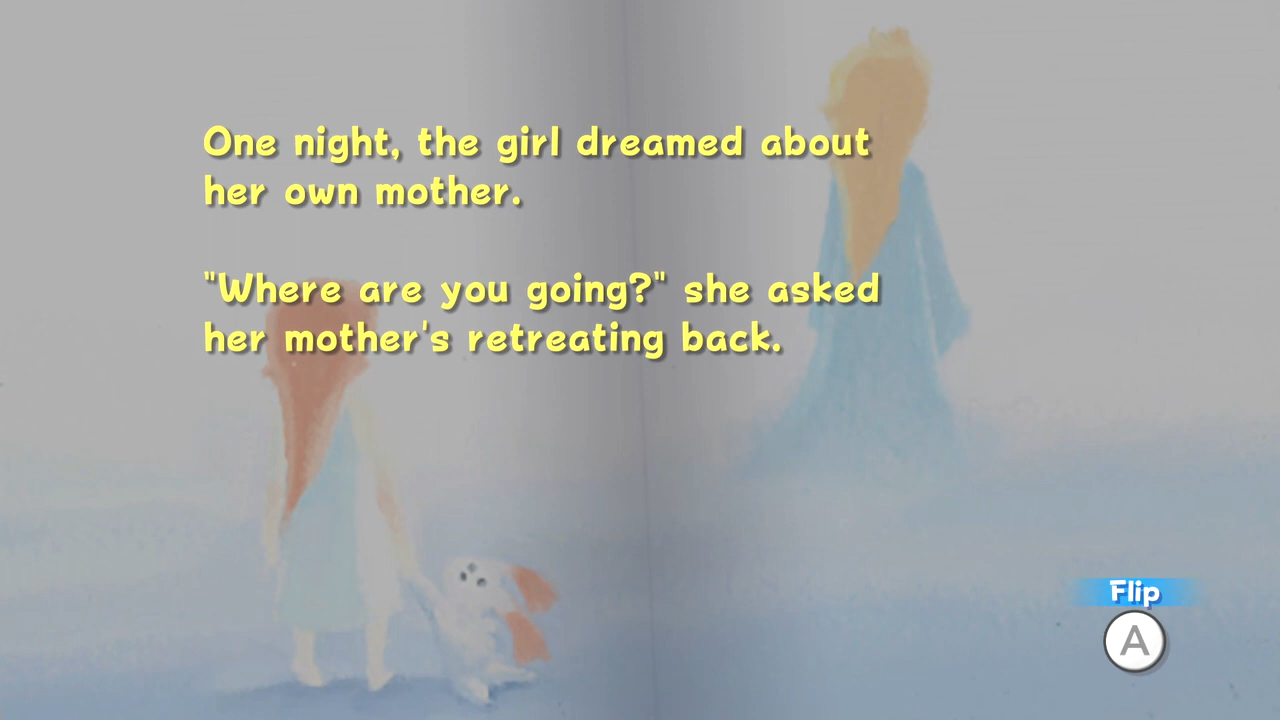 One night, the girl dreamed about
her own mother.
"Where are you going?" she asked
her mother's retreating back.
Flip
A